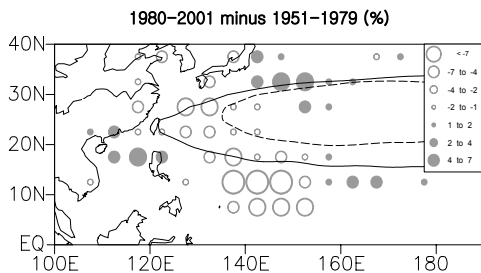 1980-2001 minus 1951-1979 (%)
40N
30N
20N
10N
EQ
100E 120E 140E 160E 180
< -7
-7 to -4
-4 to -2
-2 to -1
1 to 2
2 to 4
4 to 7